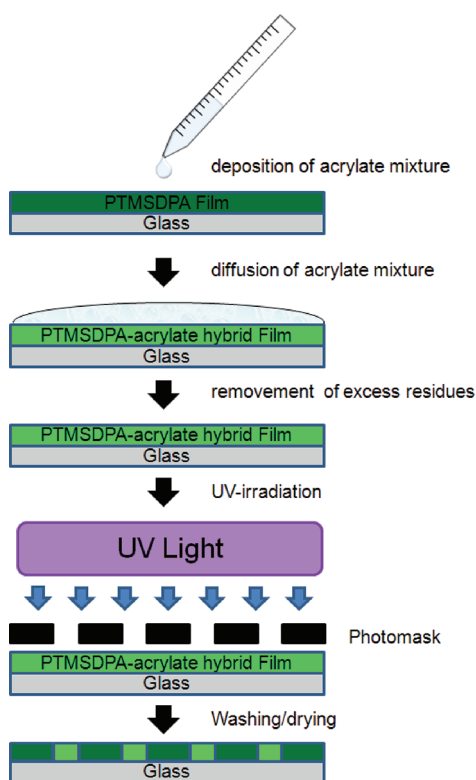 deposition of acrylate mixture
PTMSDPA Film
Glass
diffusion of acrylate mixture
PTMSDPA-acrylate hybrid Film
Glass
removement of excess residues
PTMSDPA-acrylate hybrid Film
Glass
UV-irradiation
UV Light
Photomask
PTMSDPA-acrylate hybrid Film
Glass
Washing/drying
Glass